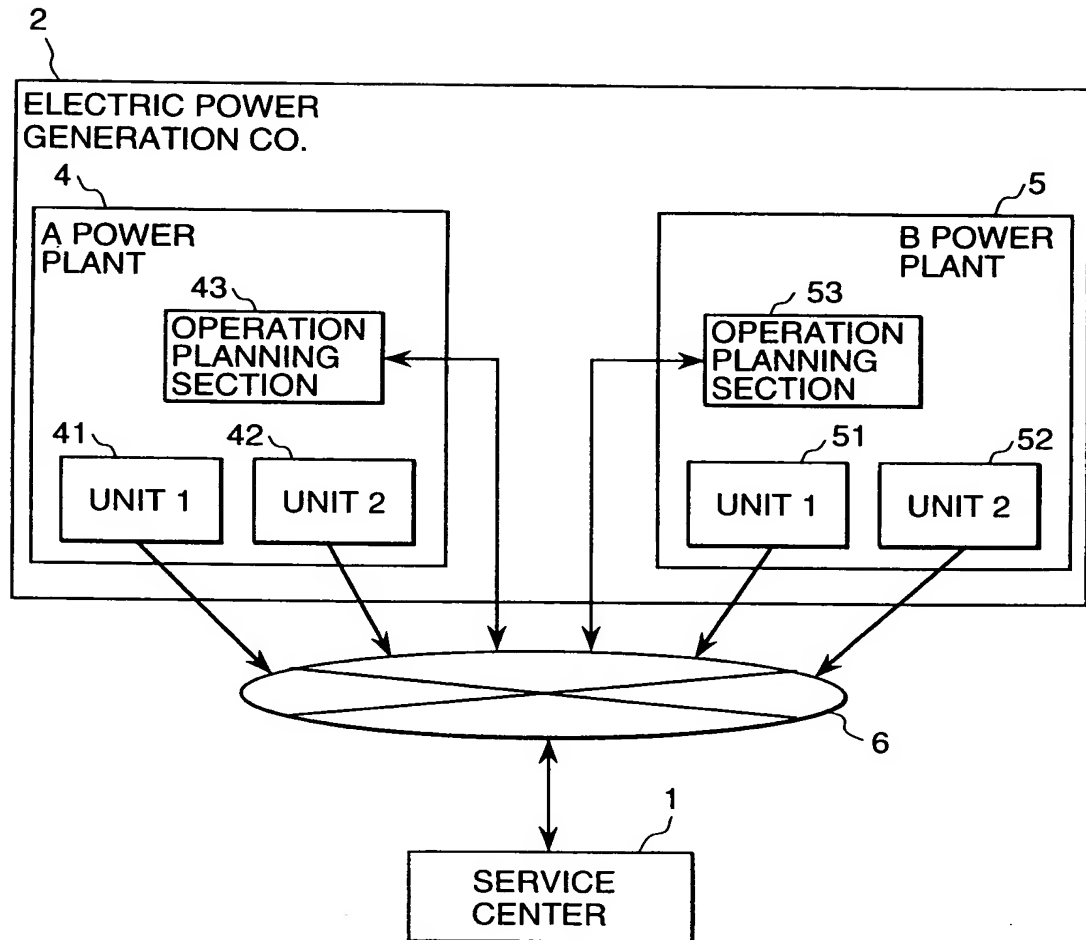 2
ELECTRIC POWER
GENERATION CO.
4
A POWER
PLANT
43
OPERATION
PLANNING
SECTION
41
UNIT 1
42
UNIT 2
5
B POWER
PLANT
53
OPERATION
PLANNING
SECTION
51
UNIT 1
52
UNIT 2
6
1
SERVICE
CENTER